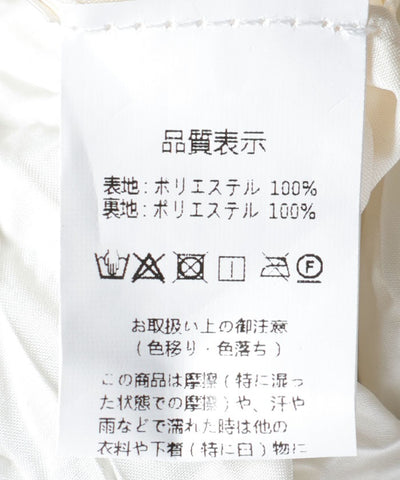 品質表示
表地:ポリエステル 100%
裏地:ポリエステル 100%
F
お取扱い上の御注意
(色移り・色落ち)
この商品は摩擦(特に湿っ
た状態での摩擦)や、汗や
雨などで濡れた時は他の
衣料や下着(特に白)物に